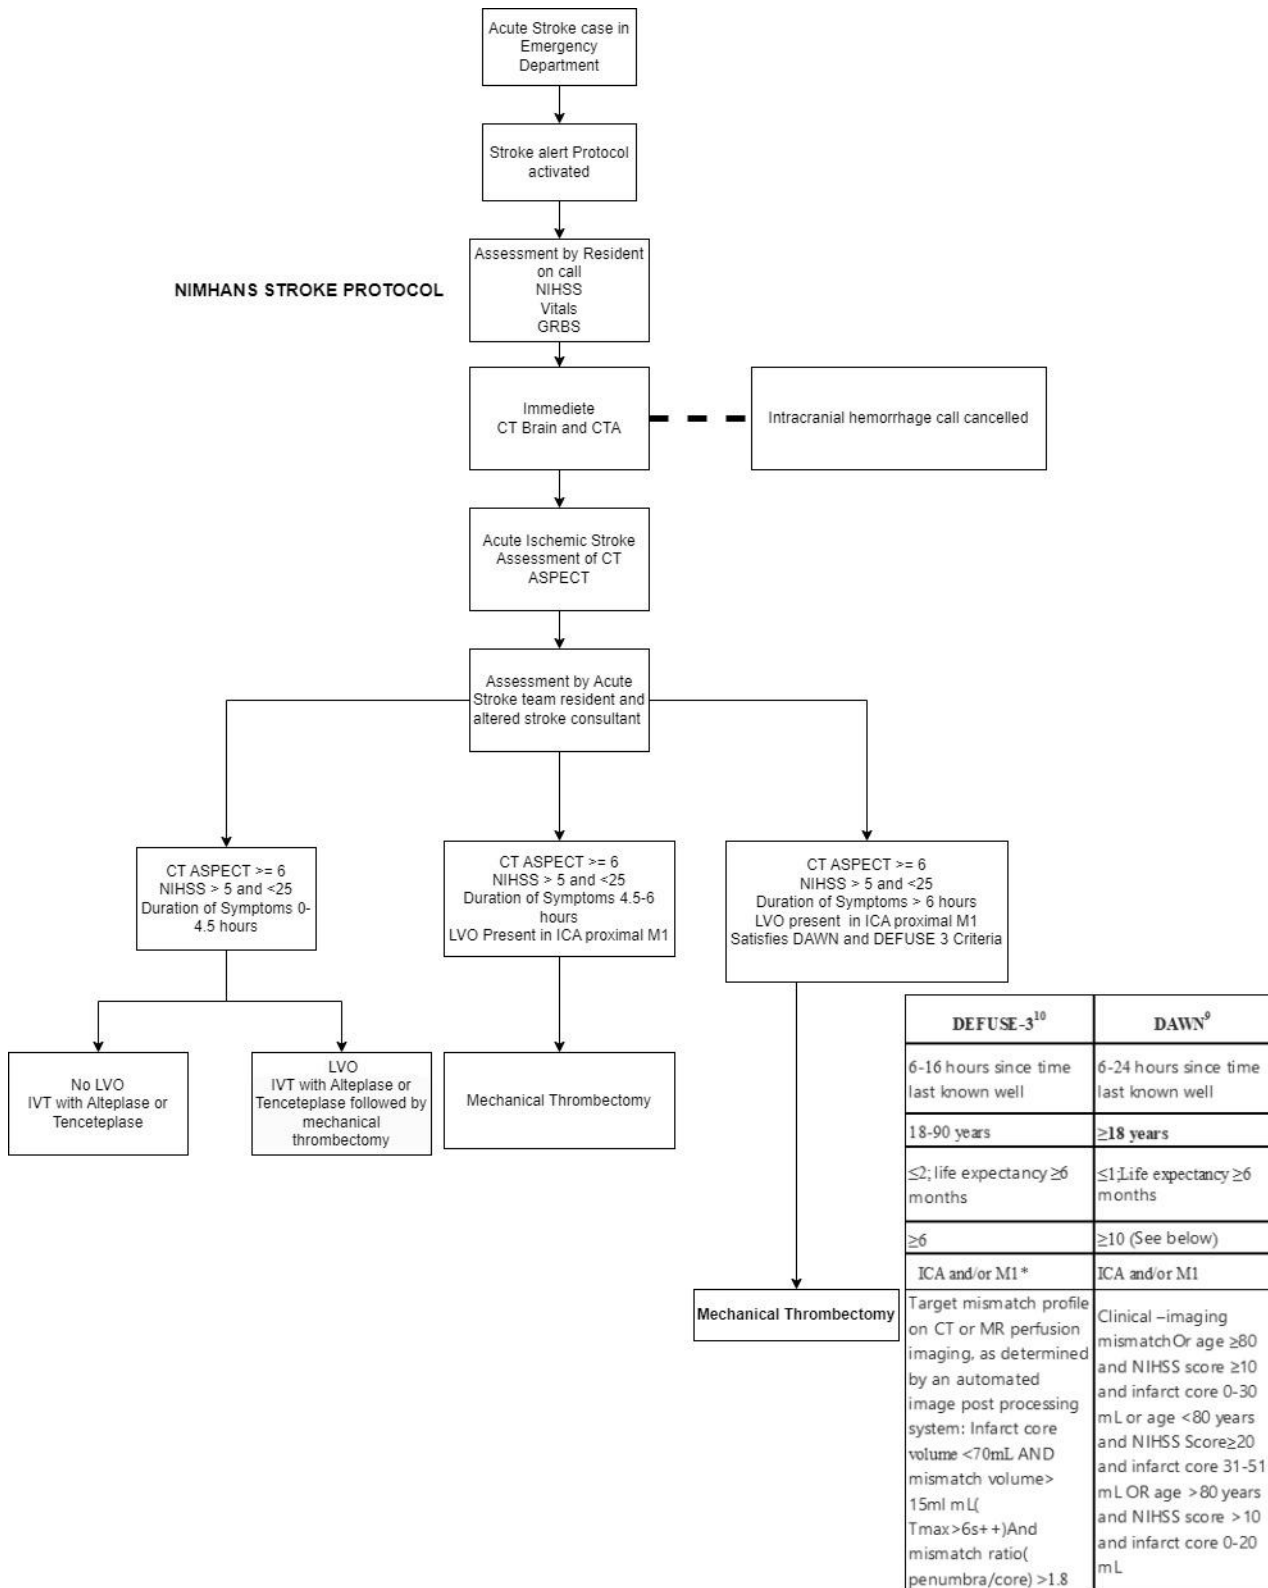 Acute Stroke case in
Emergency
Department
Stroke alert Protocol
activated
NIMHANS STROKE PROTOCOL
Assessment by Resident
on call
NIHSS
Vitals
GRBS
Immediete
CT Brain and CTA
Intracranial hemorrhage call cancelled
Acute Ischemic Stroke
Assessment of CT
ASPECT
Assessment by Acute
Stroke team resident and
altered stroke consultant
CT ASPECT >= 6
NIHSS > 5 and <25
Duration of Symptoms 0-
4.5 hours
CT ASPECT >= 6
NIHSS > 5 and <25
Duration of Symptoms 4.5-6
hours
LVO Present in ICA proximal M1
CT ASPECT >= 6
NIHSS > 5 and <25
Duration of Symptoms > 6 hours
LVO present in ICA proximal M1
Satisfies DAWN and DEFUSE 3 Criteria
No LVO
IVT with Alteplase or
Tenceteplase
LVO
IVT with Alteplase or
Tenceteplase followed by
mechanical
thrombectomy
Mechanical Thrombectomy
Mechanical Thrombectomy
DEFUSE-3¹⁰
DAWN⁹
6-16 hours since time
last known well
6-24 hours since time
last known well
18-90 years
≥18 years
≤2; life expectancy ≥6
months
≤1;Life expectancy ≥6
months
≥6
≥10 (See below)
ICA and/or M1*
ICA and/or M1
Target mismatch profile
on CT or MR perfusion
imaging, as determined
by an automated
image post processing
system: Infarct core
volume <70mL AND
mismatch volume>
15ml mL(
Tmax>6s++)And
mismatch ratio(
penumbra/core) >1.8
Clinical –imaging
mismatchOr age ≥80
and NIHSS score ≥10
and infarct core 0-30
mL or age <80 years
and NIHSS Score≥20
and infarct core 31-51
mL OR age >80 years
and NIHSS score >10
and infarct core 0-20
mL